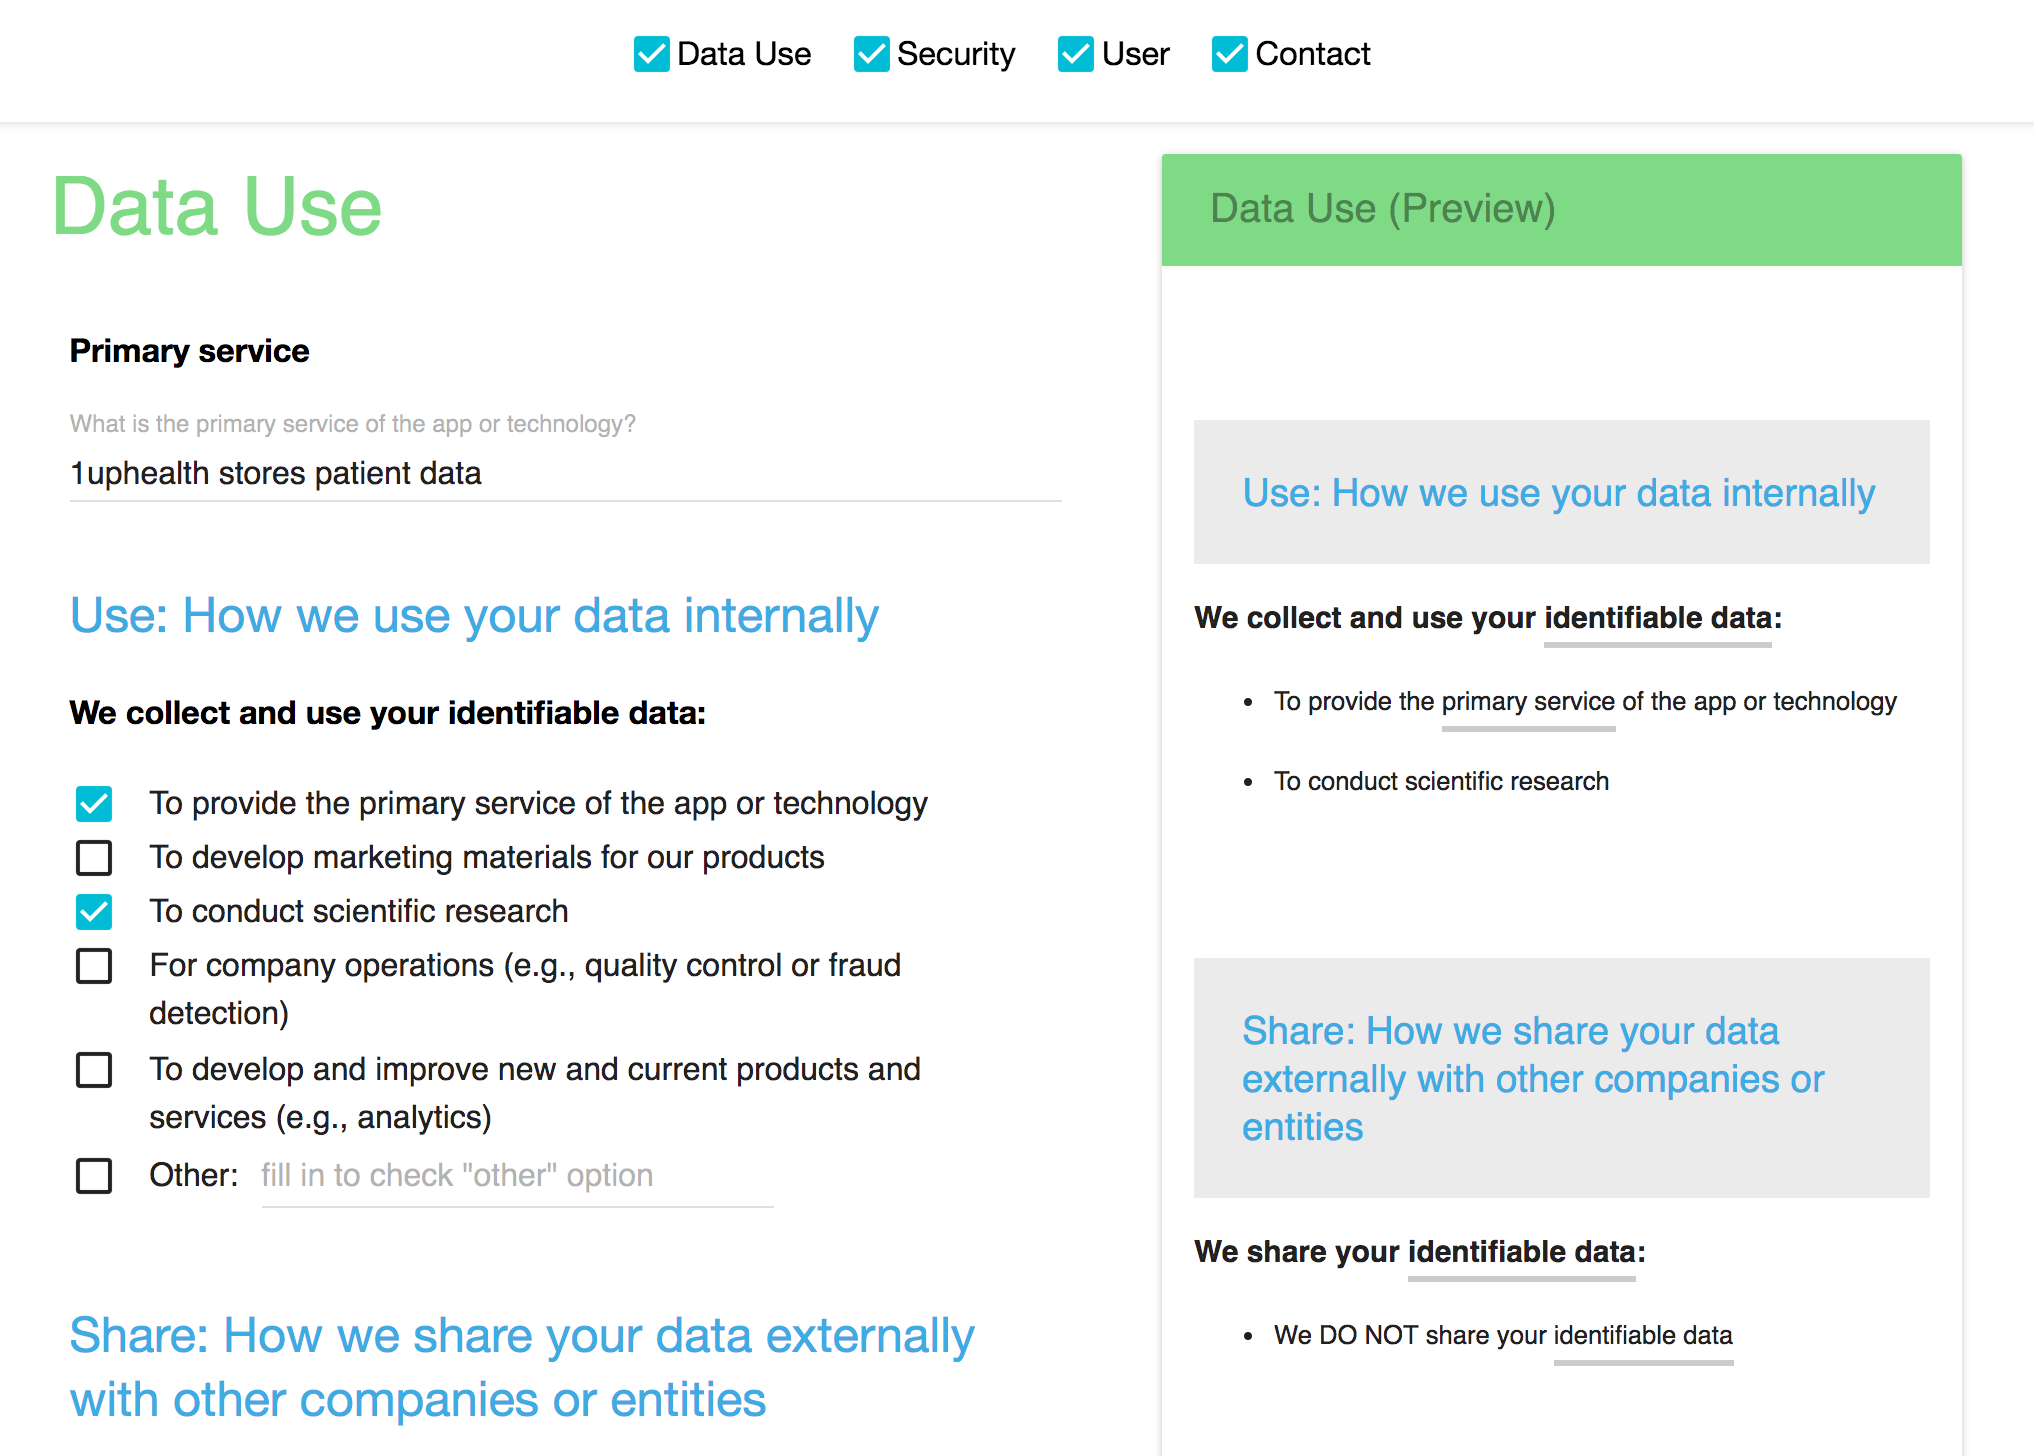 Data Use Security User Contact
Data Use
Primary service
What is the primary service of the app or technology?
1uphealth stores patient data
Use: How we use your data internally
We collect and use your identifiable data:
To provide the primary service of the app or technology
To develop marketing materials for our products
To conduct scientific research
For company operations (e.g., quality control or fraud
detection)
To develop and improve new and current products and
services (e.g., analytics)
Other: fill in to check "other" option
Share: How we share your data externally
with other companies or entities
Data Use (Preview)
Use: How we use your data internally
We collect and use your identifiable data:
• To provide the primary service of the app or technology
• To conduct scientific research
Share: How we share your data
externally with other companies or
entities
We share your identifiable data:
• We DO NOT share your identifiable data